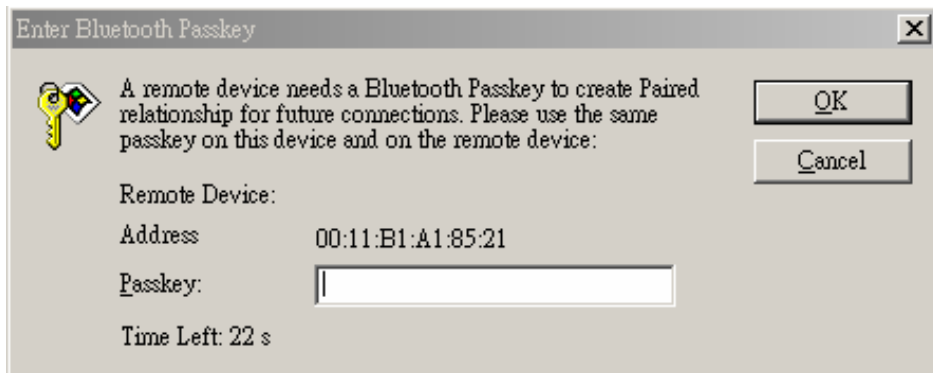 Enter Bluetooth Passkey
A remote device needs a Bluetooth Passkey to create Paired
relationship for future connections. Please use the same
passkey on this device and on the remote device:
OK
Cancel
Remote Device:
Address 00:11:B1:A1:85:21
Passkey:
Time Left: 22 s